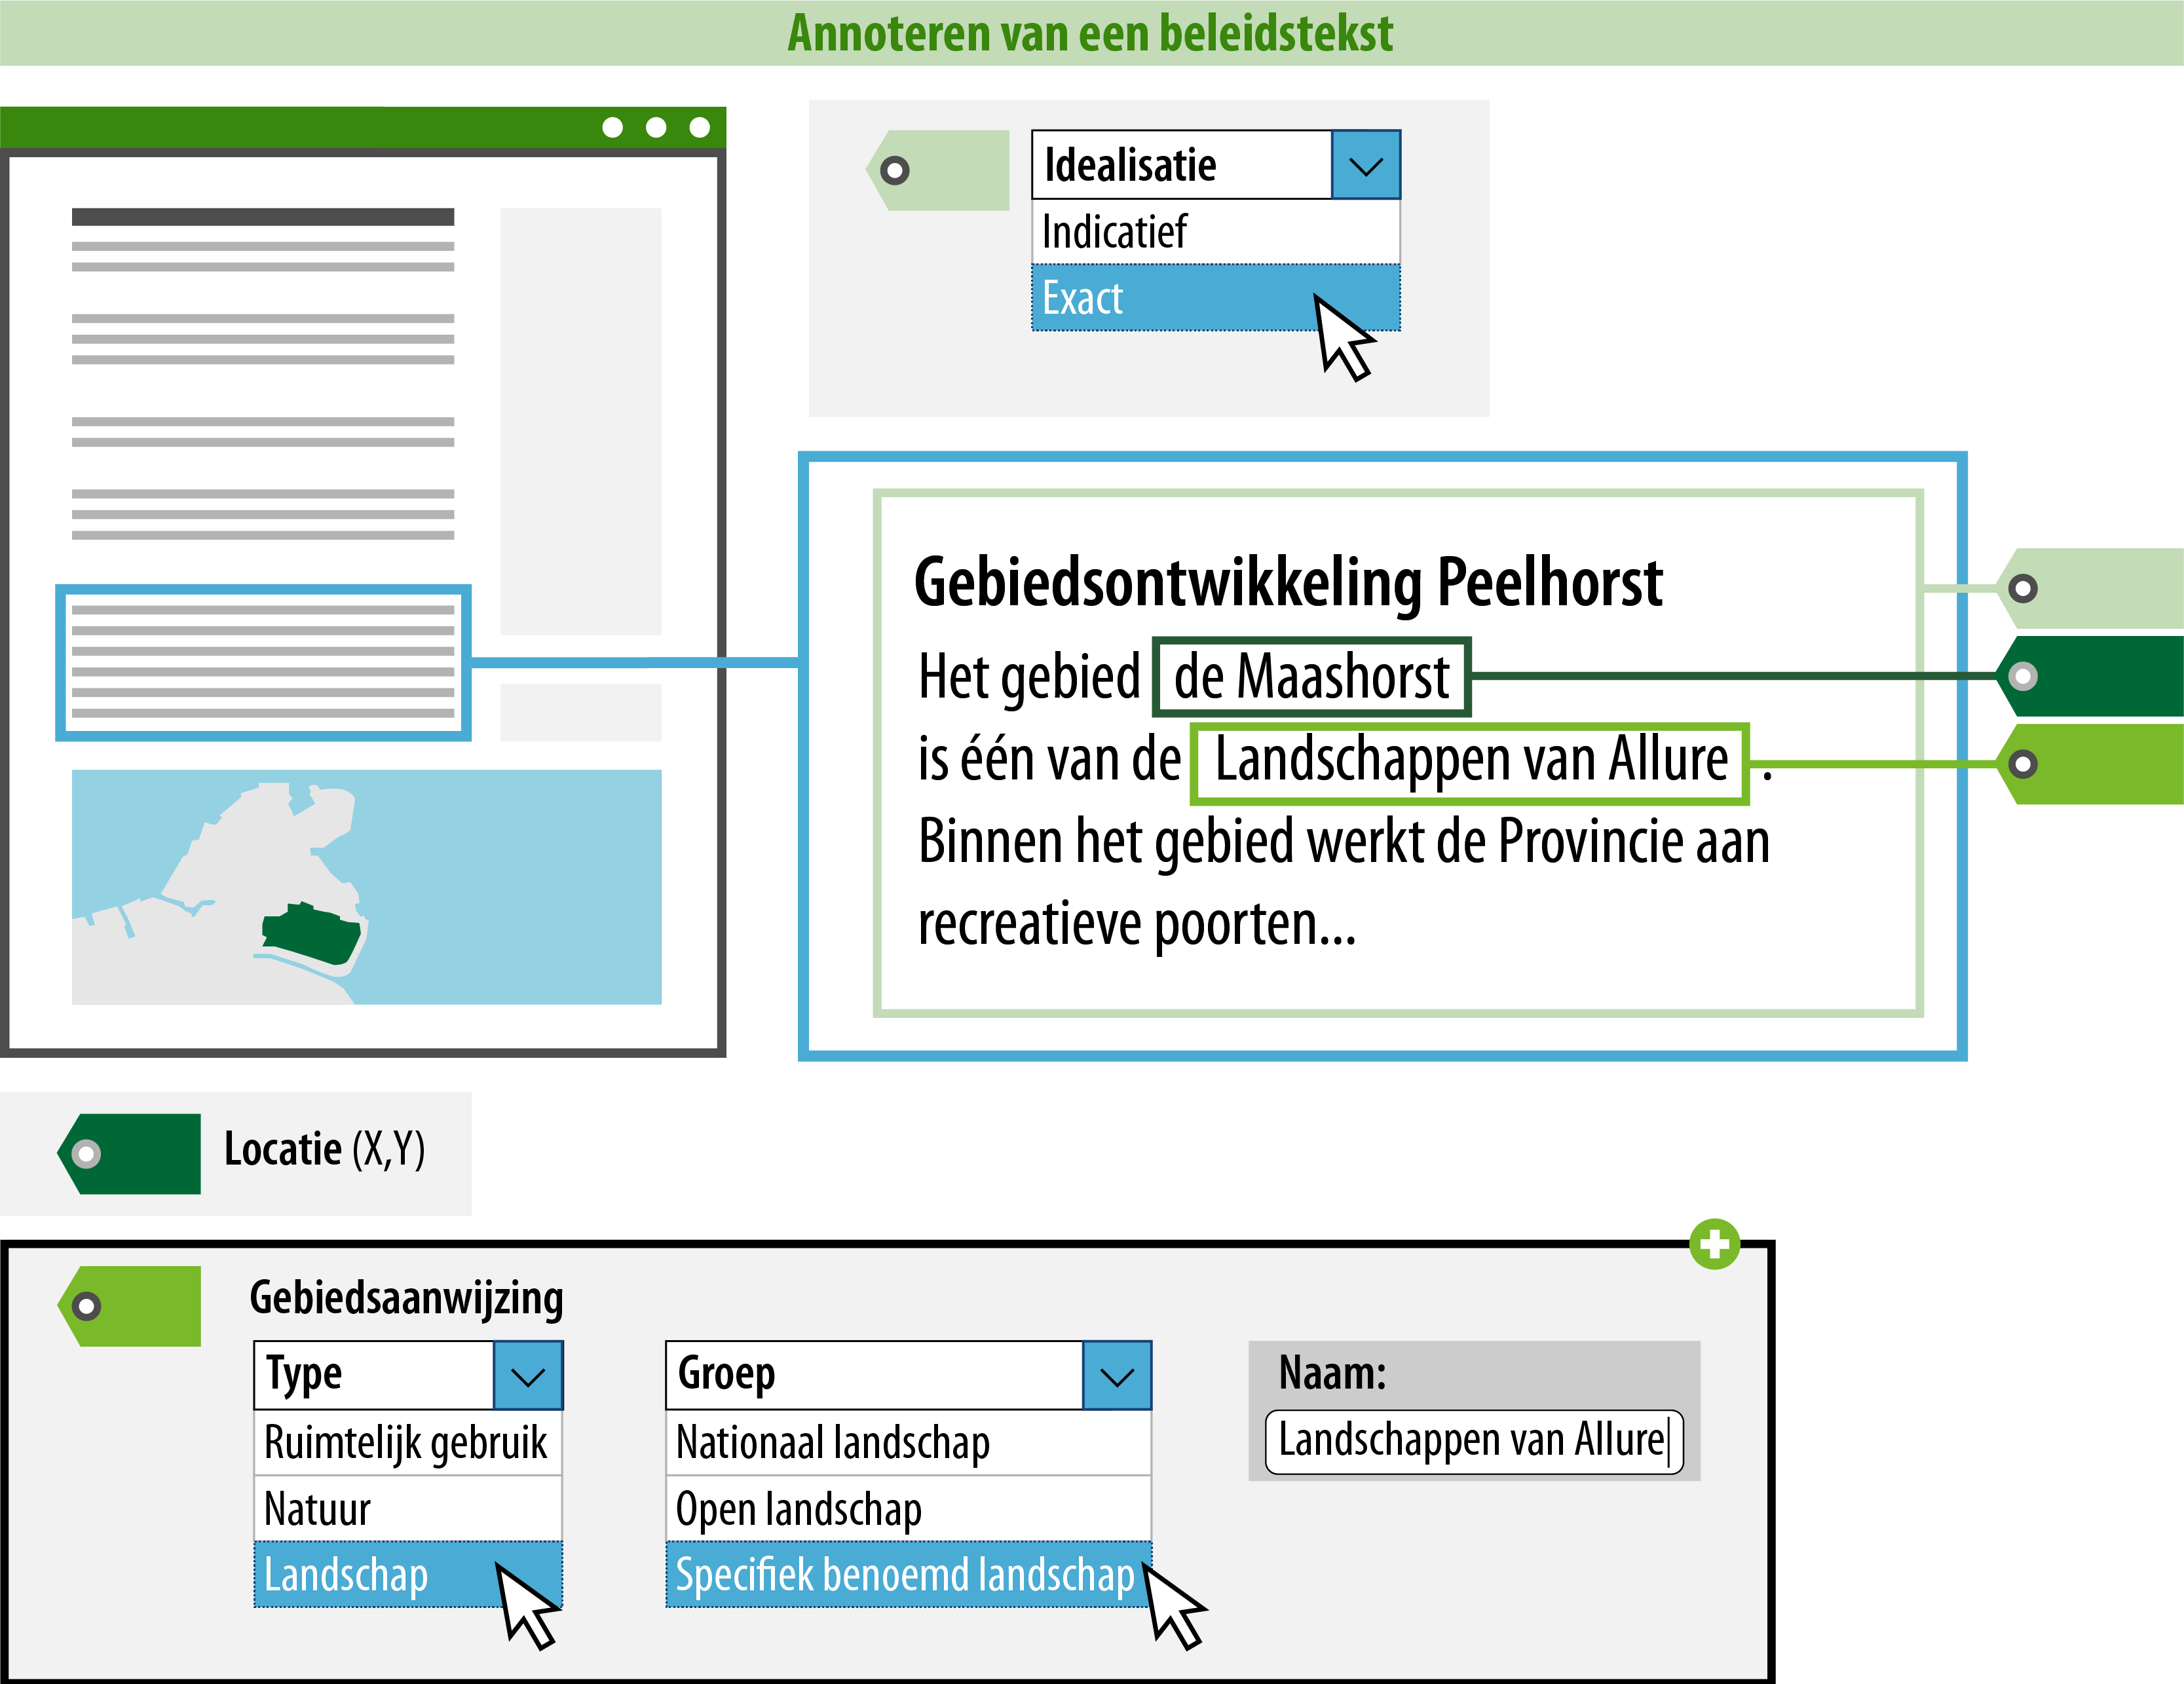 Annoteren van een beleidstekst
Idealisatie
Indicatief
Exact
Gebiedsontwikkeling Peelhorst
Het gebied de Maashorst
is één van de Landschappen van Allure .
Binnen het gebied werkt de Provincie aan
recreatieve poorten...
Locatie (X,Y)
Gebiedsaanwijzing
Type
Ruimtelijk gebruik
Natuur
Landschap
Groep
Nationaal landschap
Open landschap
Specifiek benoemd landschap
Naam:
Landschappen van Allure